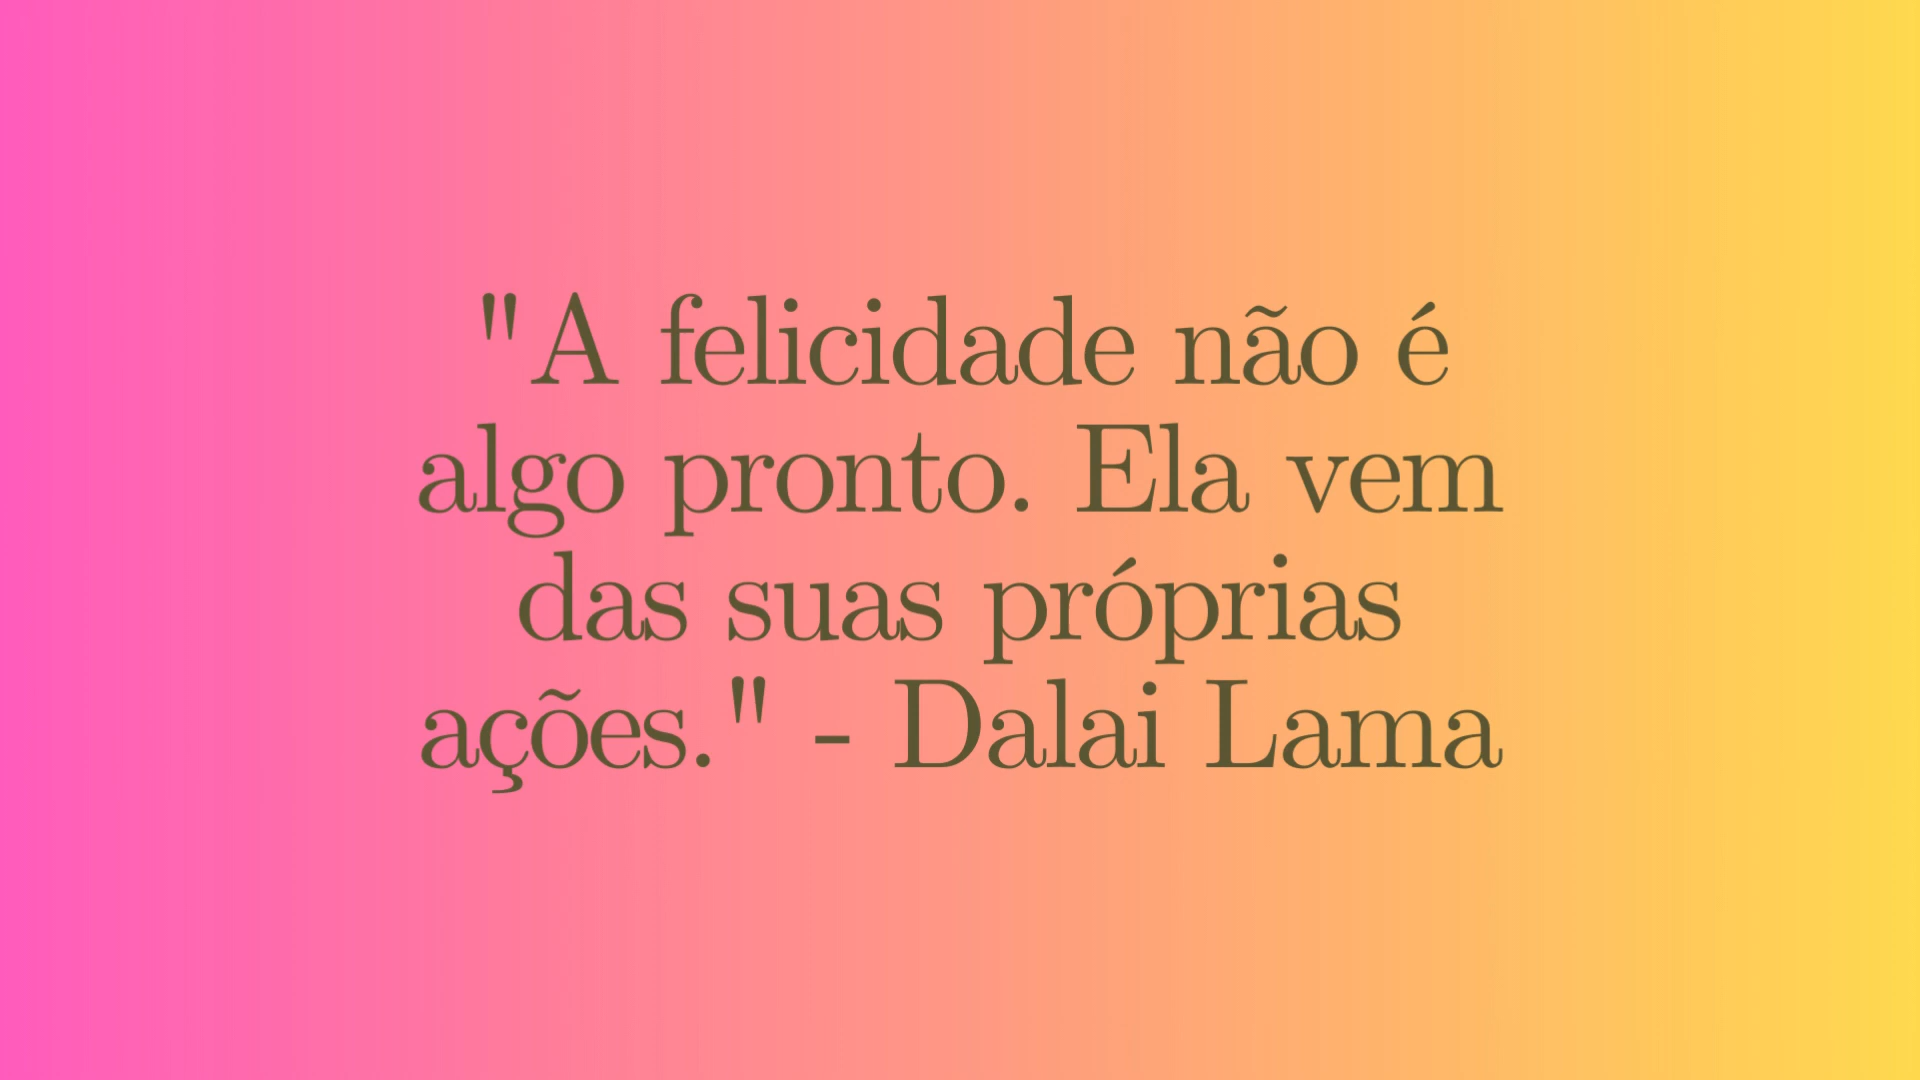 "A felicidade não é
algo pronto. Ela vem
das suas próprias
ações." - Dalai Lama